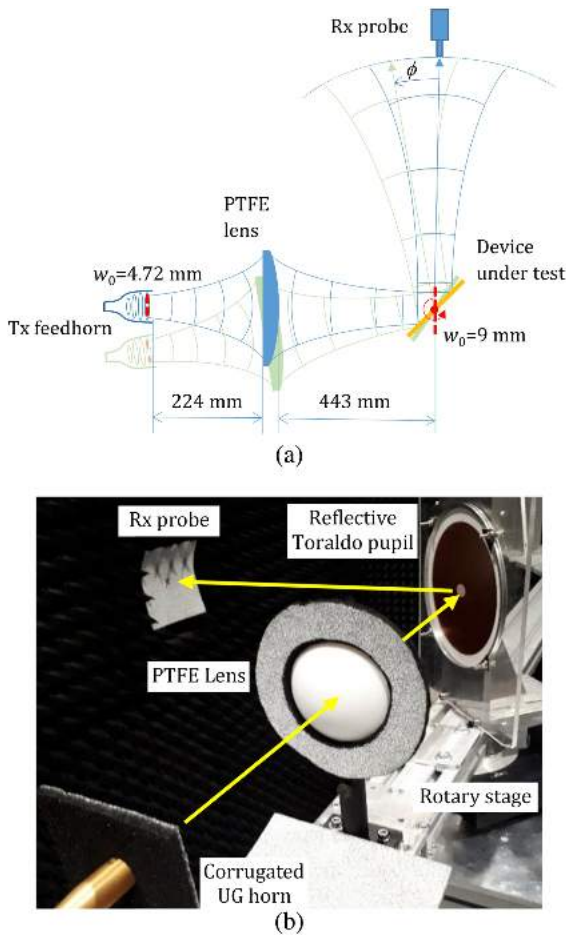 Rx probe
ϕ
PTFE
lens
w₀=4.72 mm
Device
under test
Tx feedhorn
w₀=9 mm
224 mm
443 mm
(a)
Rx probe
Reflective
Toraldo pupil
PTFE Lens
Rotary stage
Corrugated
UG horn
(b)